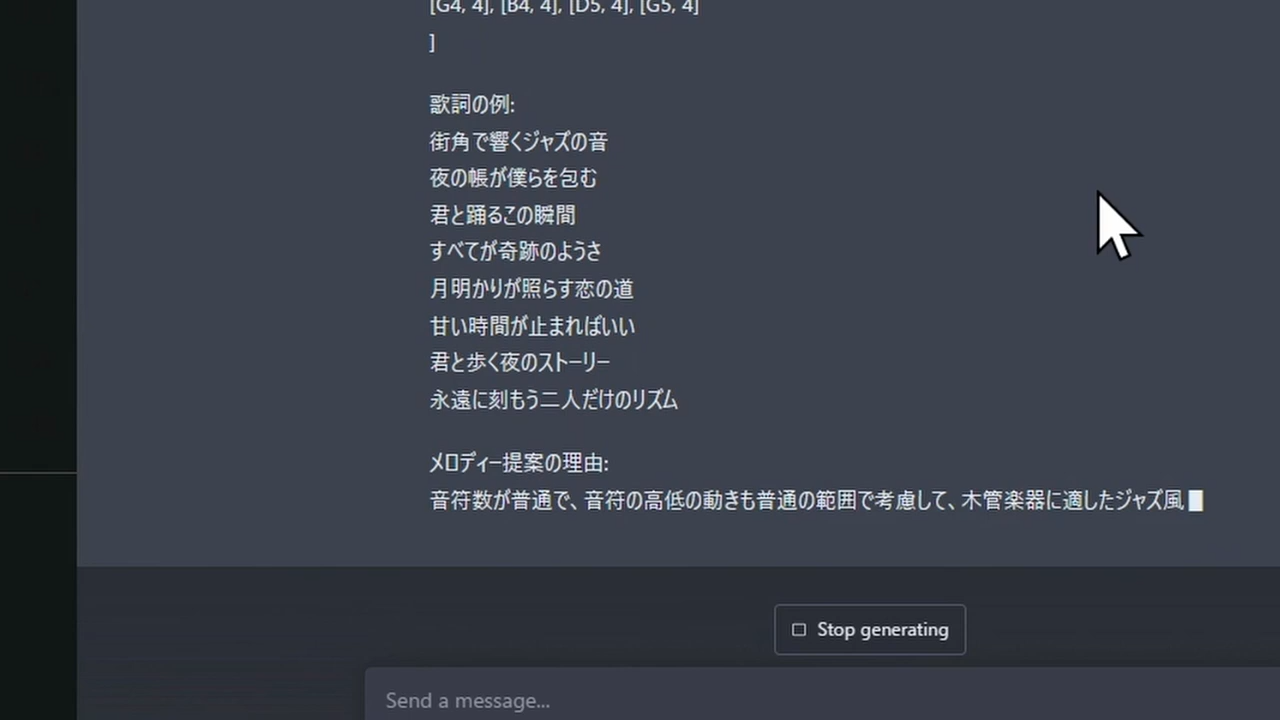 [G4, 4], [B4, 4], [D5, 4], [G5, 4]
]
歌詞の例:
街角で響くジャズの音
夜の帳が僕らを包む
君と踊るこの瞬間
すべてが奇跡のようさ
月明かりが照らす恋の道
甘い時間が止まればいい
君と歩く夜のストーリー
永遠に刻もう二人だけのリズム
メロディー提案の理由:
音符数が普通で、音符の高低の動きも普通の範囲で考慮して、木管楽器に適したジャズ風
Stop generating
Send a message...